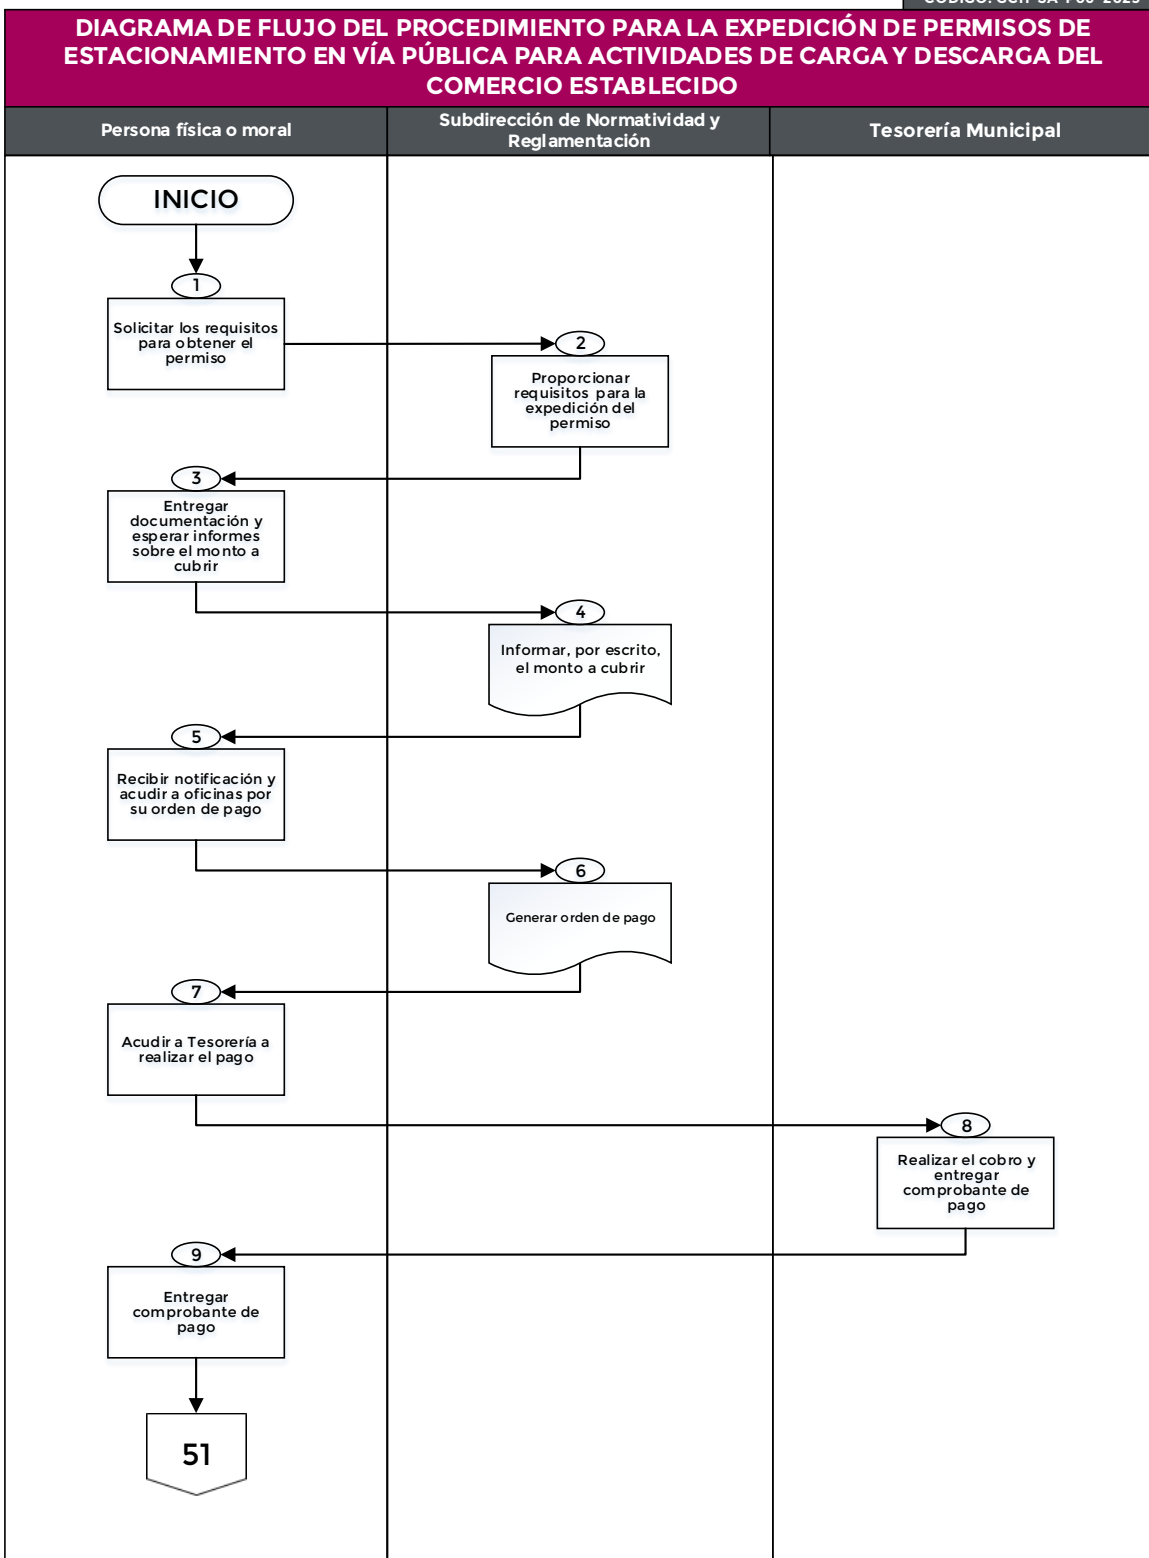 DIAGRAMA DE FLUJO DEL PROCEDIMIENTO PARA LA EXPEDICIÓN DE PERMISOS DE
ESTACIONAMIENTO EN VÍA PÚBLICA PARA ACTIVIDADES DE CARGA Y DESCARGA DEL
COMERCIO ESTABLECIDO
Persona física o moral
Subdirección de Normatividad y
Reglamentación
Tesorería Municipal
INICIO
1
Solicitar los requisitos
para obtener el
permiso
2
Proporcionar
requisitos para la
expedición del
permiso
3
Entregar
documentación y
esperar informes
sobre el monto a
cubrir
4
Informar, por escrito,
el monto a cubrir
5
Recibir notificación y
acudir a oficinas por
su orden de pago
6
Generar orden de pago
7
Acudir a Tesorería a
realizar el pago
8
Realizar el cobro y
entregar
comprobante de
pago
9
Entregar
comprobante de
pago
51